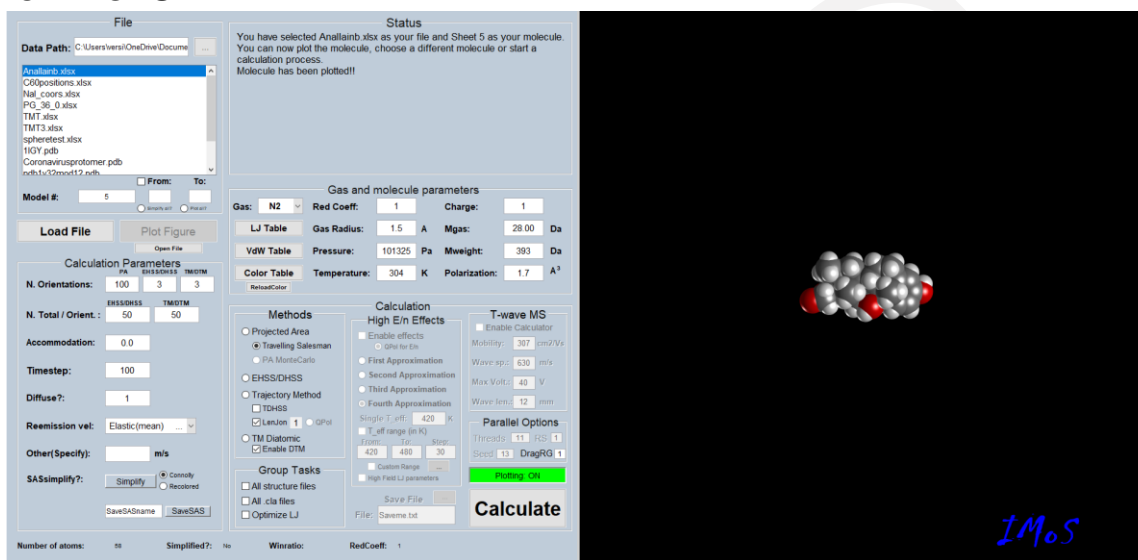 File
Data Path: C:\Users\versi\OneDrive\Docume ...
Anallainb.xlsx
C60positions.xlsx
Nal_coors.xlsx
PG_36_0.xlsx
TMT.xlsx
TMT3.xlsx
spheretest.xlsx
1IGY.pdb
Coronavirusprotomer.pdb
From: To:
Model #: 5
Load File Plot Figure
Open File
Calculation Parameters
PA EHSS/DHSS TM/DTM
N. Orientations: 100 3 3
EHSS/DHSS TM/DTM
N. Total / Orient. : 50 50
Accommodation: 0.0
Timestep: 100
Diffuse?: 1
Reemission vel: Elastic(mean) ...
Other(Specify): m/s
SASsimplify?: Simplify Connolly
Recolored
SaveSASname SaveSAS
Status
You have selected Anallainb.xlsx as your file and Sheet 5 as your molecule.
You can now plot the molecule, choose a different molecule or start a
calculation process.
Molecule has been plotted!!
Gas and molecule parameters
Gas: N2 Red Coeff: 1 Charge: 1
LJ Table Gas Radius: 1.5 A Mgas: 28.00 Da
VdW Table Pressure: 101325 Pa Mweight: 393 Da
Color Table Temperature: 304 K Polarization: 1.7 A³
ReloadColor
Methods
Projected Area
Travelling Salesman
PA MonteCarlo
EHSS/DHSS
Trajectory Method
TDHSS
LenJon 1 QPol
TM Diatomic
Enable DTM
Group Tasks
All structure files
All .cla files
Optimize LJ
Calculation
High E/n Effects
Enable effects
QPol for E/n
First Approximation
Second Approximation
Third Approximation
Fourth Approximation
Single T_eff: 420 K
T_eff range (in K)
From: To: Step:
420 480 30
Custom Range ...
High Field LJ parameters
Save File ...
File: Saveme.txt
T-wave MS
Enable Calculator
Mobility: 307 cm2/Vs
Wave sp.: 630 m/s
Max Volt.: 40 V
Wave len.: 12 mm
Parallel Options
Threads 11 RS 1
Seed 13 DragRG 1
Plotting: ON
Calculate
Number of atoms: 58 Simplified?: No Winratio: RedCoeff: 1
IMoS